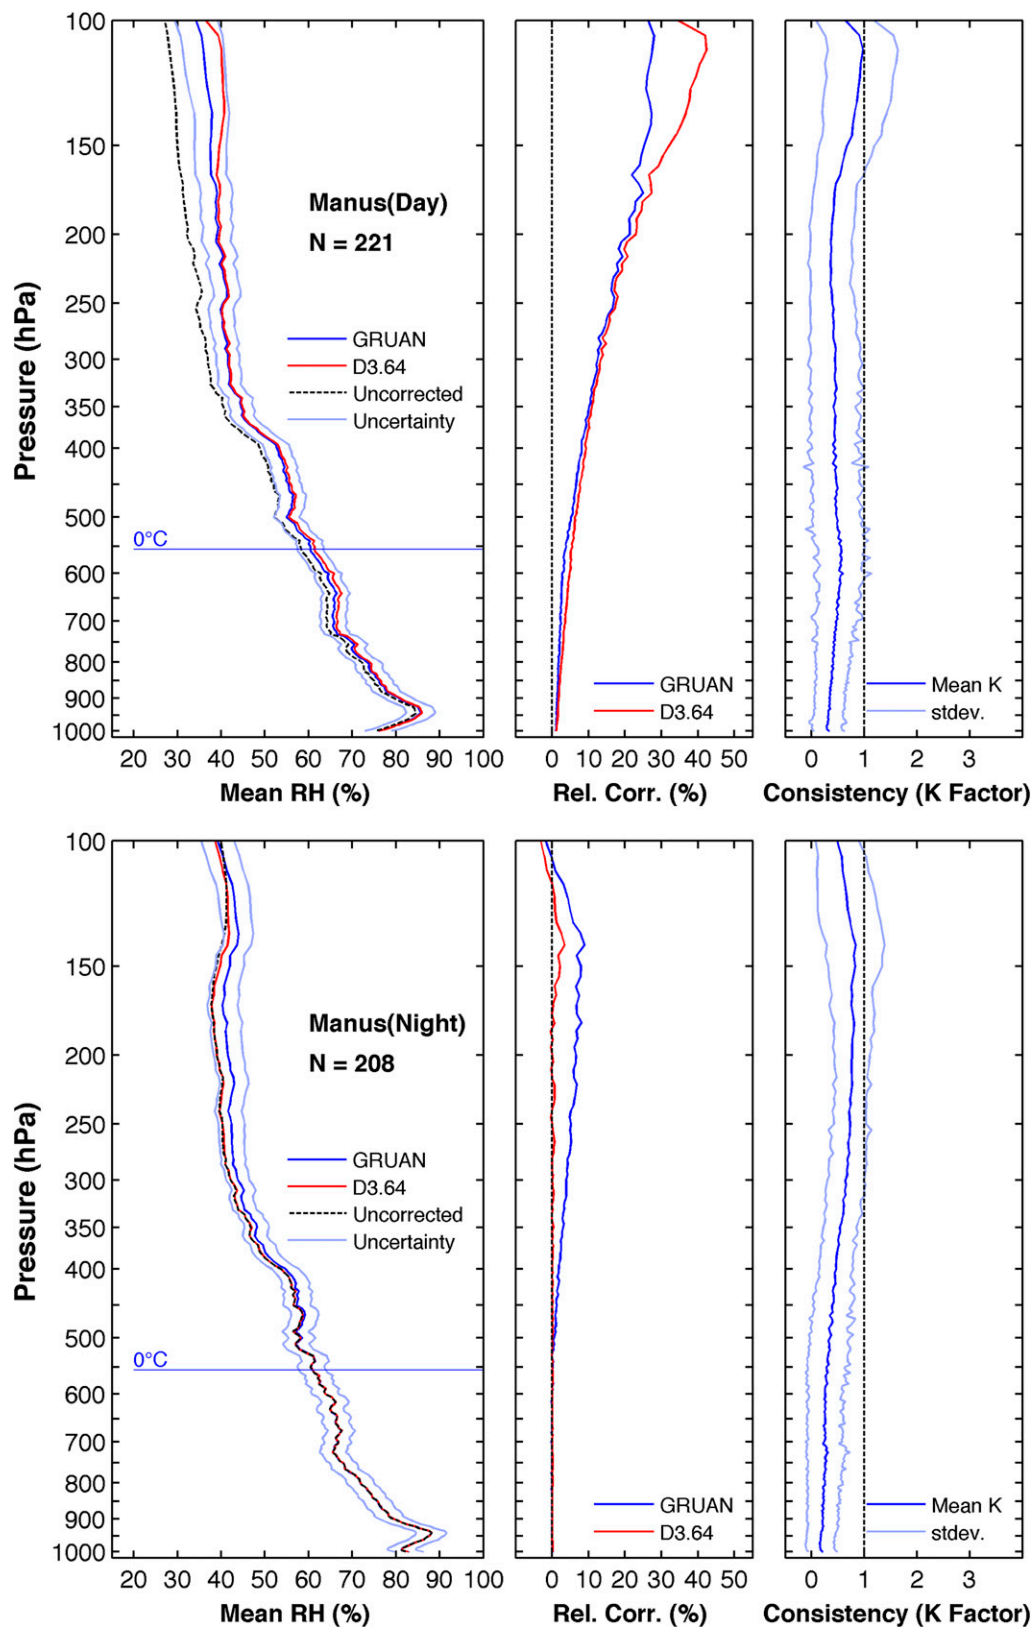 100
150
200
250
300
350
400
500
600
700
800
900
1000
Pressure (hPa)
0°C
Manus(Day)
N = 221
GRUAN
D3.64
Uncorrected
Uncertainty
20 30 40 50 60 70 80 90 100
Mean RH (%)
GRUAN
D3.64
0 10 20 30 40 50
Rel. Corr. (%)
Mean K
stdev.
0 1 2 3
Consistency (K Factor)
100
150
200
250
300
350
400
500
600
700
800
900
1000
Pressure (hPa)
0°C
Manus(Night)
N = 208
GRUAN
D3.64
Uncorrected
Uncertainty
20 30 40 50 60 70 80 90 100
Mean RH (%)
GRUAN
D3.64
0 10 20 30 40 50
Rel. Corr. (%)
Mean K
stdev.
0 1 2 3
Consistency (K Factor)